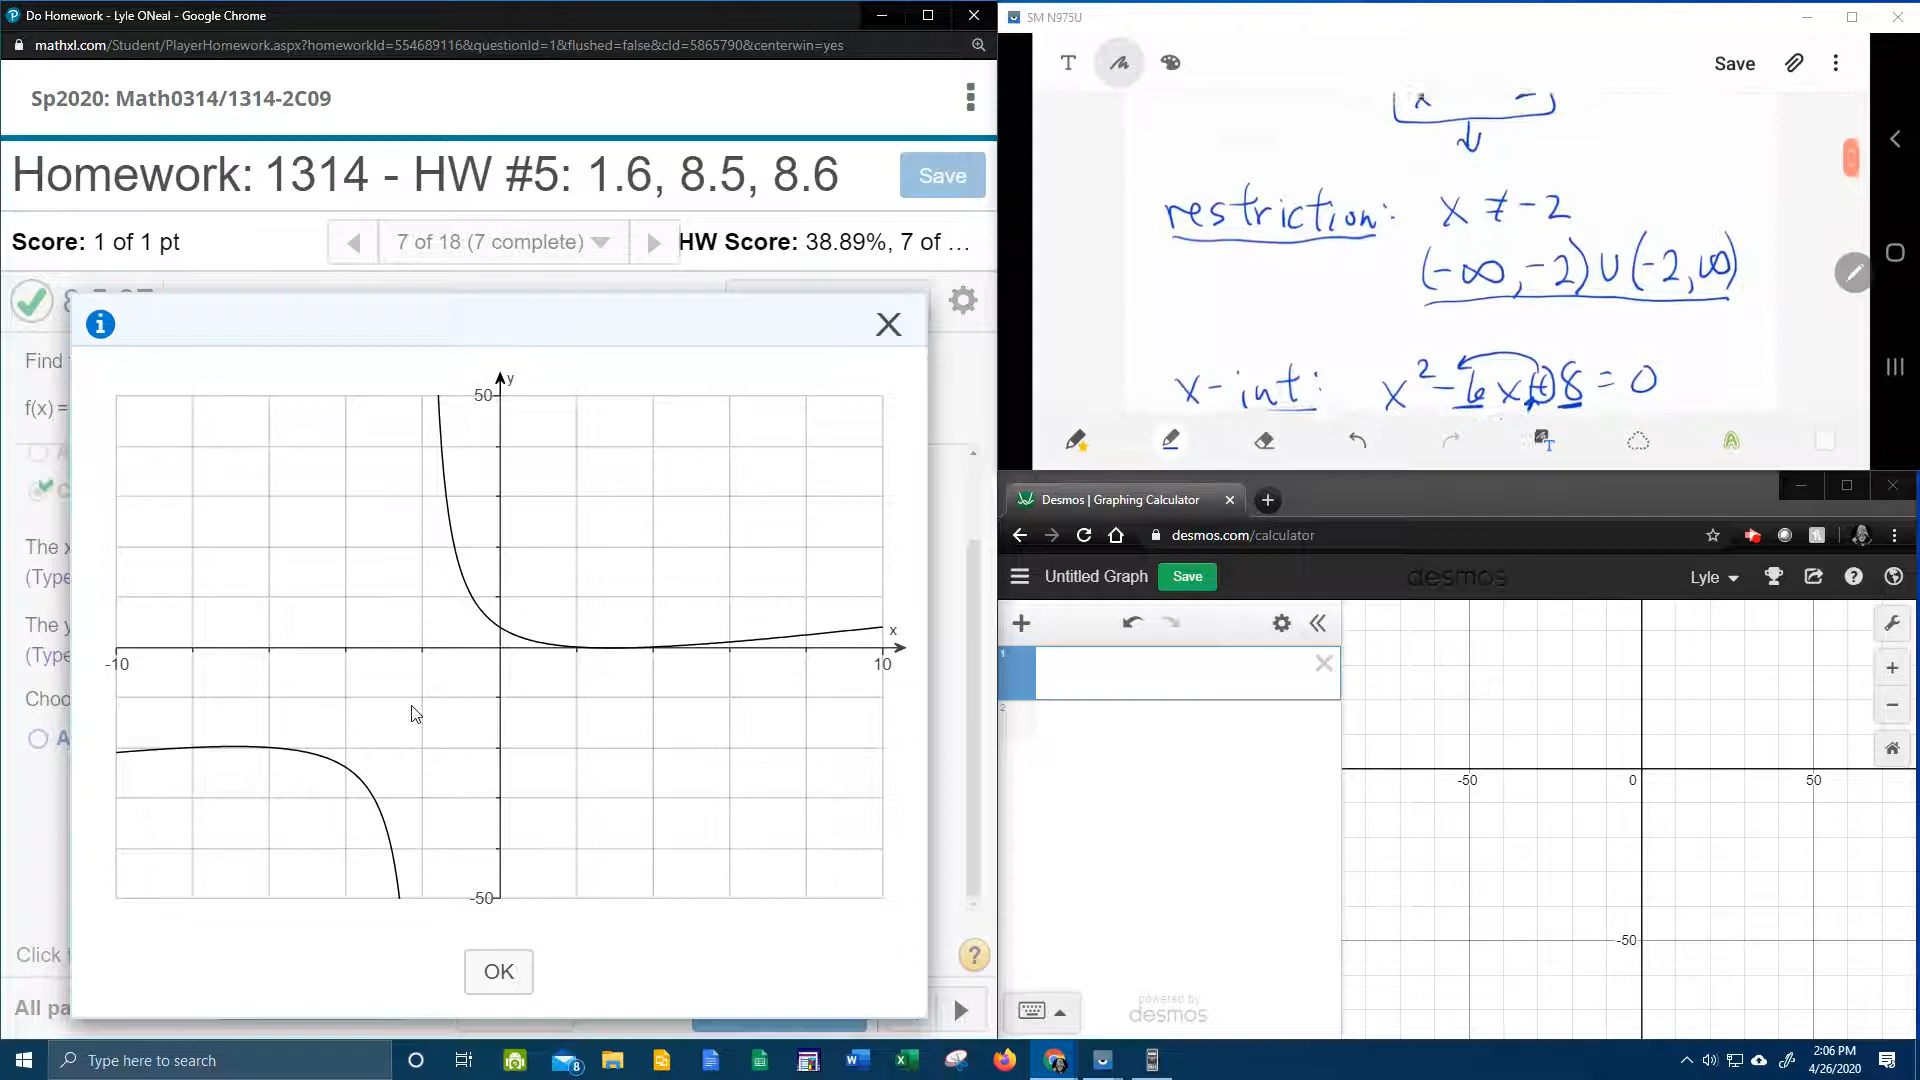 Do Homework - Lyle ONeal - Google Chrome
mathxl.com/Student/PlayerHomework.aspx?homeworkId=554689116&questionId=1&flushed=false&cId=5865790&centerwin=yes
Sp2020: Math0314/1314-2C09
Homework: 1314 - HW #5: 1.6, 8.5, 8.6
Save
Score: 1 of 1 pt
7 of 18 (7 complete)
HW Score: 38.89%, 7 of ...
Find
f(x) =
The x
(Type
The y
(Type
Choo
A
Click
All pa
y
50
x
-10
10
-50
OK
?
SM N975U
T
Save
x -
restriction: x ≠ -2
(-∞, -2) ∪ (-2, ∞)
x-int: x² - 6x + 8 = 0
Desmos | Graphing Calculator
desmos.com/calculator
Untitled Graph
Save
desmos
Lyle
1
2
-50
0
50
-50
powered by
desmos
Type here to search
8
2:06 PM
4/26/2020